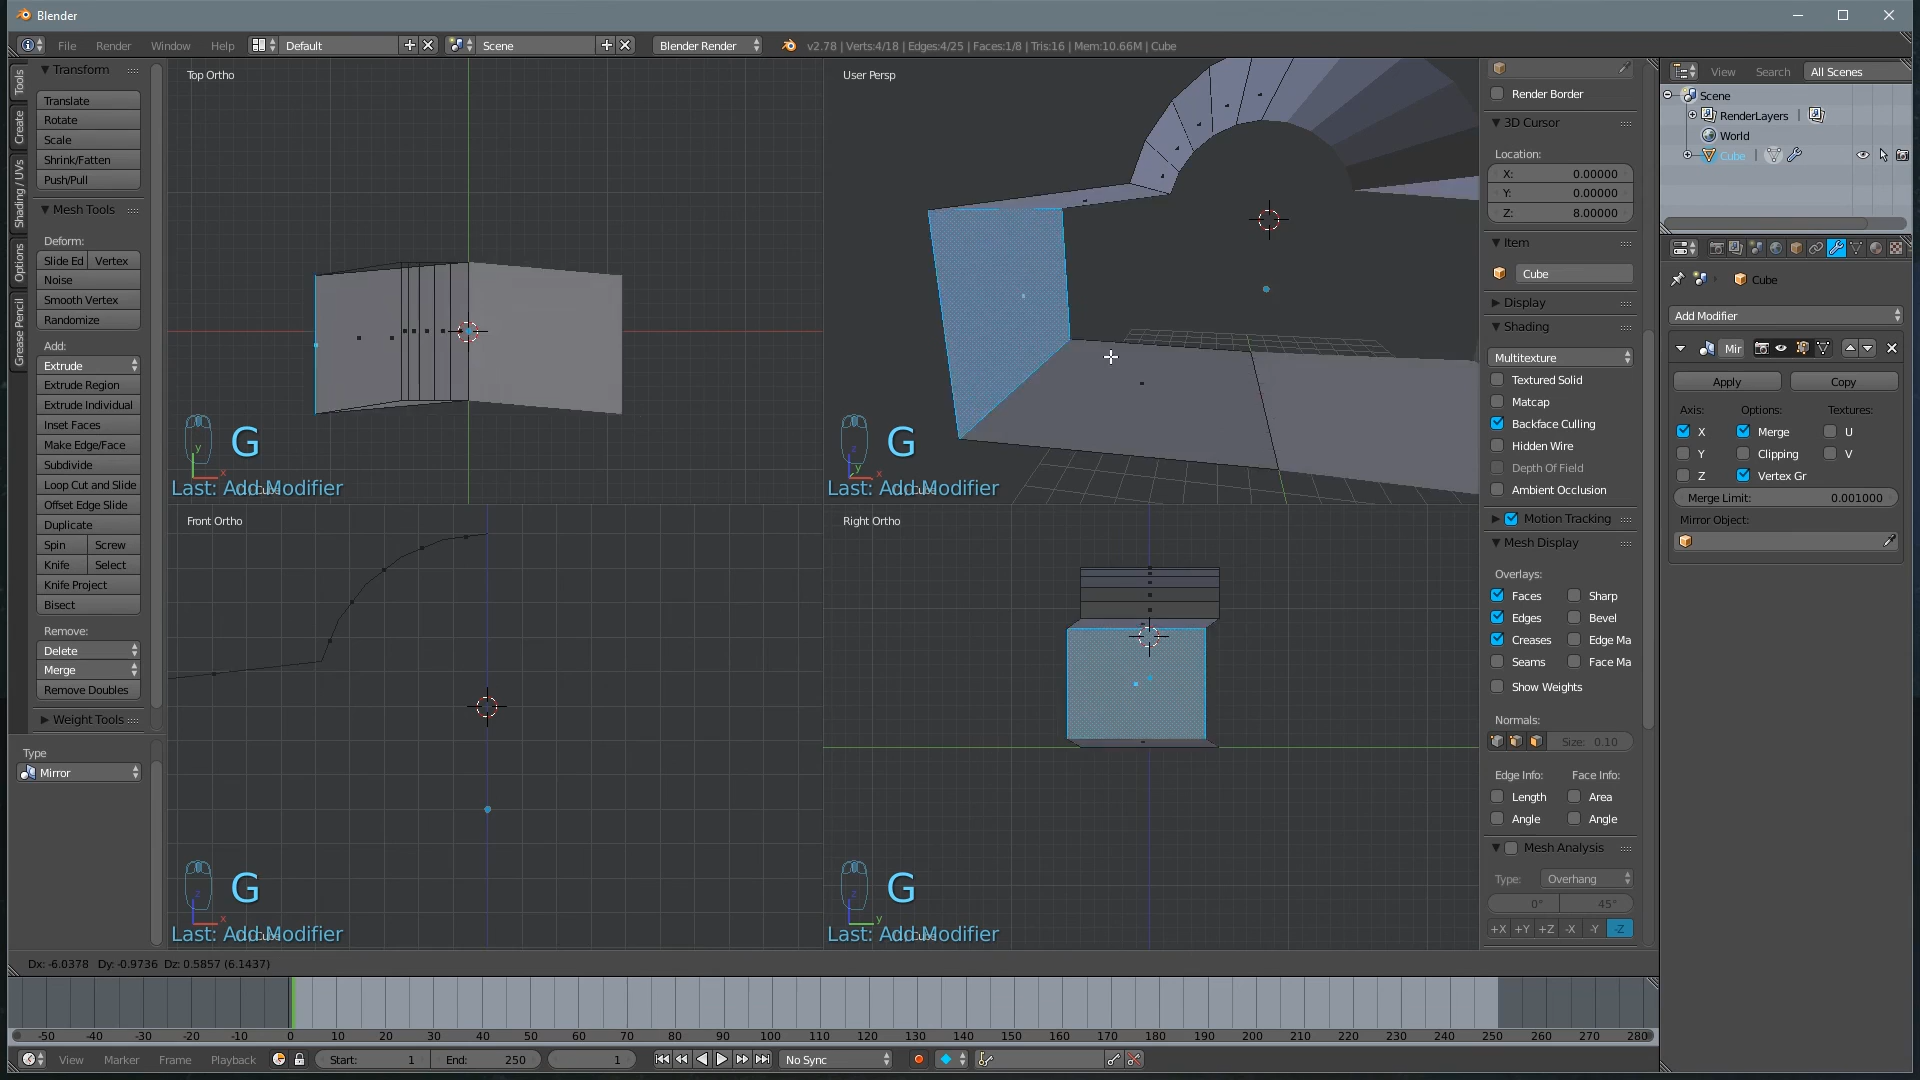 Blender
File Render Window Help Default Scene Blender Render v2.78 | Verts:4/18 | Edges:4/25 | Faces:1/8 | Tris:16 | Mem:10.66M | Cube
Tools
Create
Shading / UVs
Options
Grease Pencil
Transform
Translate
Rotate
Scale
Shrink/Fatten
Push/Pull
Mesh Tools
Deform:
Slide Ed Vertex
Noise
Smooth Vertex
Randomize
Add:
Extrude
Extrude Region
Extrude Individual
Inset Faces
Make Edge/Face
Subdivide
Loop Cut and Slide
Offset Edge Slide
Duplicate
Spin Screw
Knife Select
Knife Project
Bisect
Remove:
Delete
Merge
Remove Doubles
Weight Tools
Type
Mirror
Top Ortho
y
x
G
Last: Add Modifier
User Persp
z
y
x
G
Last: Add Modifier
Front Ortho
z
x
G
Last: Add Modifier
Right Ortho
z
y
G
Last: Add Modifier
Render Border
3D Cursor
Location:
X: 0.00000
Y: 0.00000
Z: 8.00000
Item
Cube
Display
Shading
Multitexture
Textured Solid
Matcap
Backface Culling
Hidden Wire
Depth Of Field
Ambient Occlusion
Motion Tracking
Mesh Display
Overlays:
Faces Sharp
Edges Bevel
Creases Edge Ma
Seams Face Ma
Show Weights
Normals:
Size: 0.10
Edge Info: Face Info:
Length Area
Angle Angle
Mesh Analysis
Type: Overhang
0° 45°
+X +Y +Z -X -Y -Z
View Search All Scenes
Scene
RenderLayers
World
Cube
Cube
Add Modifier
Mir
Apply Copy
Axis: Options: Textures:
X Merge U
Y Clipping V
Z Vertex Gr
Merge Limit: 0.001000
Mirror Object:
Dx: -6.0378 Dy: -0.9736 Dz: 0.5857 (6.1437)
-50 -40 -30 -20 -10 0 10 20 30 40 50 60 70 80 90 100 110 120 130 140 150 160 170 180 190 200 210 220 230 240 250 260 270 280
View Marker Frame Playback Start: 1 End: 250 1 No Sync